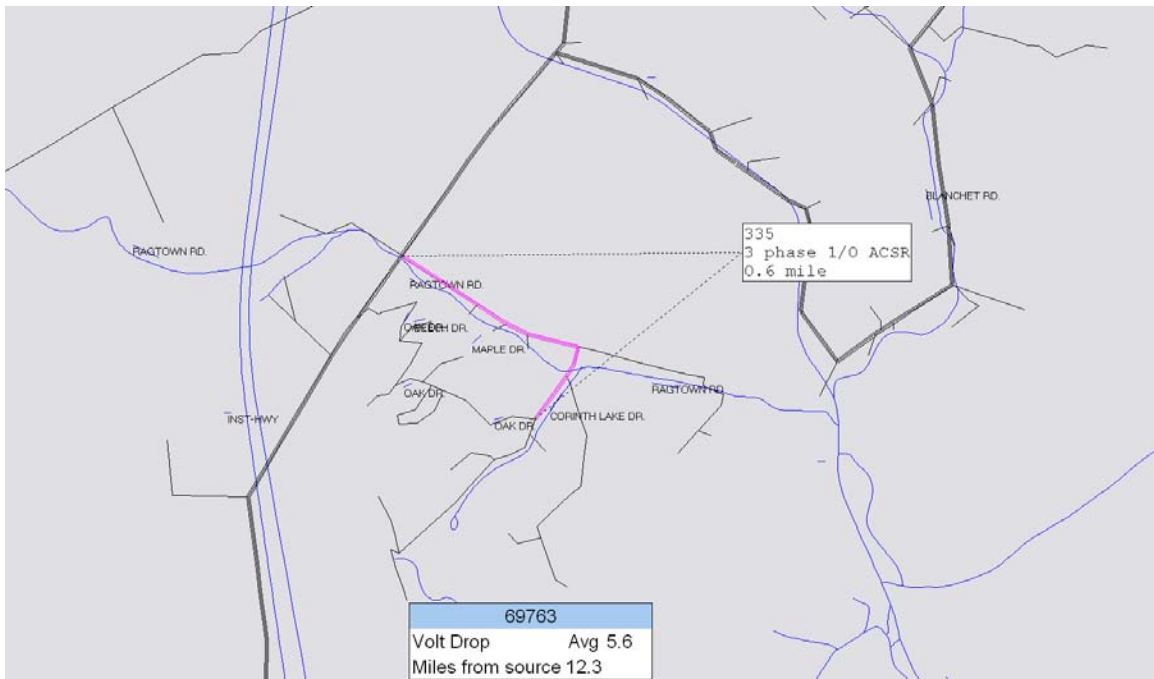 BLANCHET RD.
335
3 phase 1/0 ACSR
0.6 mile
RAGTOWN RD.
RAGTOWN RD.
MAPLE DR.
RAGTOWN RD.
OAK DR.
INST-HWY
OAK DR.
CORINTH LAKE DR.
69763
Volt Drop Avg 5.6
Miles from source 12.3